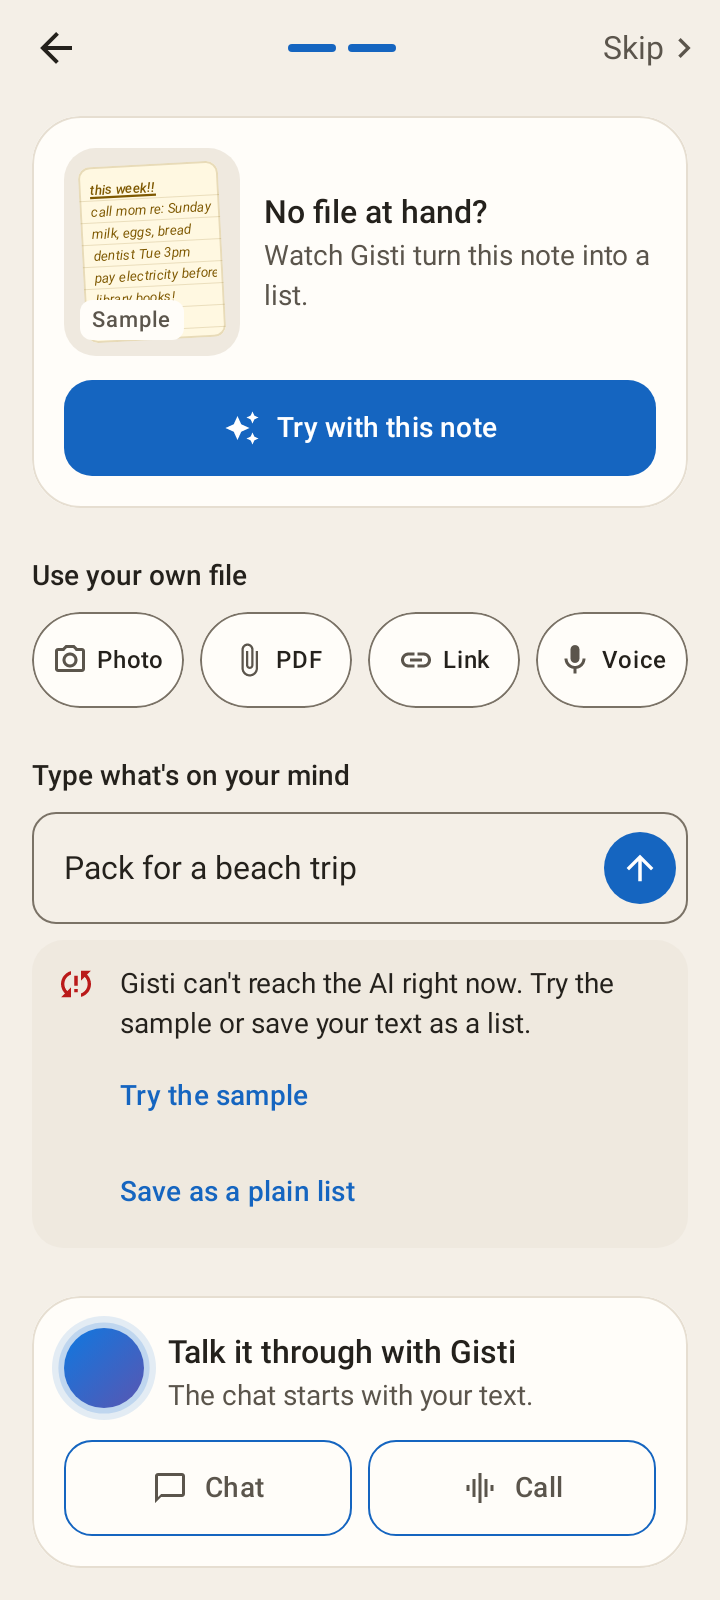 Skip
this week!!
call mom re: Sunday
milk, eggs, bread
dentist Tue 3pm
pay electricity before
library books!
Sample
No file at hand?
Watch Gisti turn this note into a
list.
Try with this note
Use your own file
Photo
PDF
Link
Voice
Type what's on your mind
Pack for a beach trip
Gisti can't reach the AI right now. Try the
sample or save your text as a list.
Try the sample
Save as a plain list
Talk it through with Gisti
The chat starts with your text.
Chat
Call